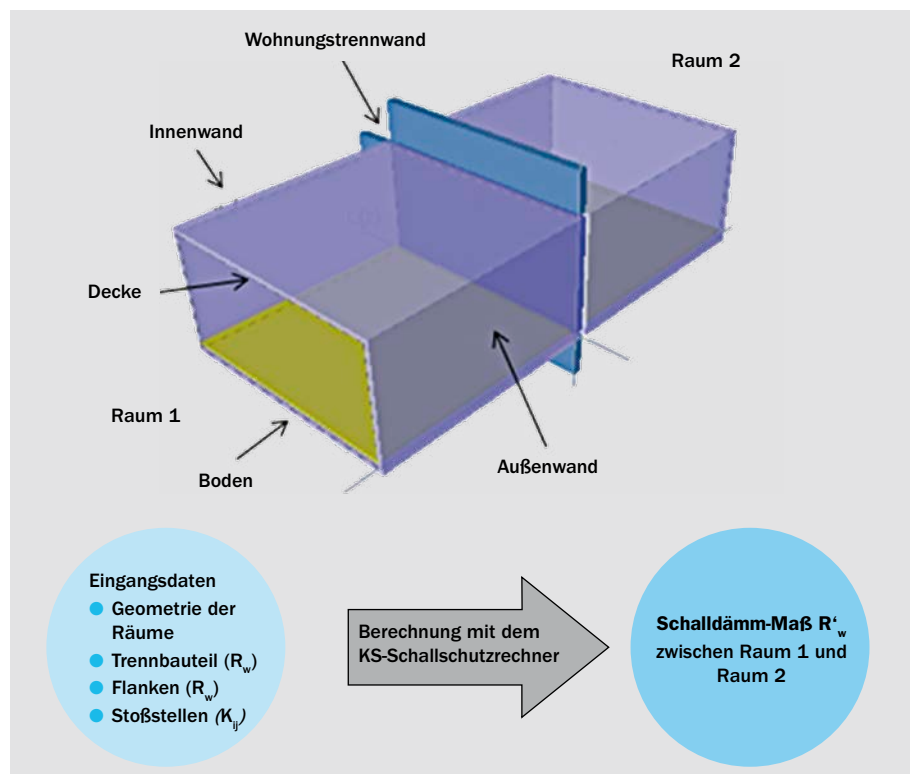 Wohnungstrennwand
Raum 2
Innenwand
Decke
Raum 1
Boden
Außenwand
Eingangsdaten
● Geometrie der
Räume
● Trennbauteil (Rw)
● Flanken (Rw)
● Stoßstellen (Kij)
Berechnung mit dem
KS-Schallschutzrechner
Schalldämm-Maß R‘w
zwischen Raum 1 und
Raum 2